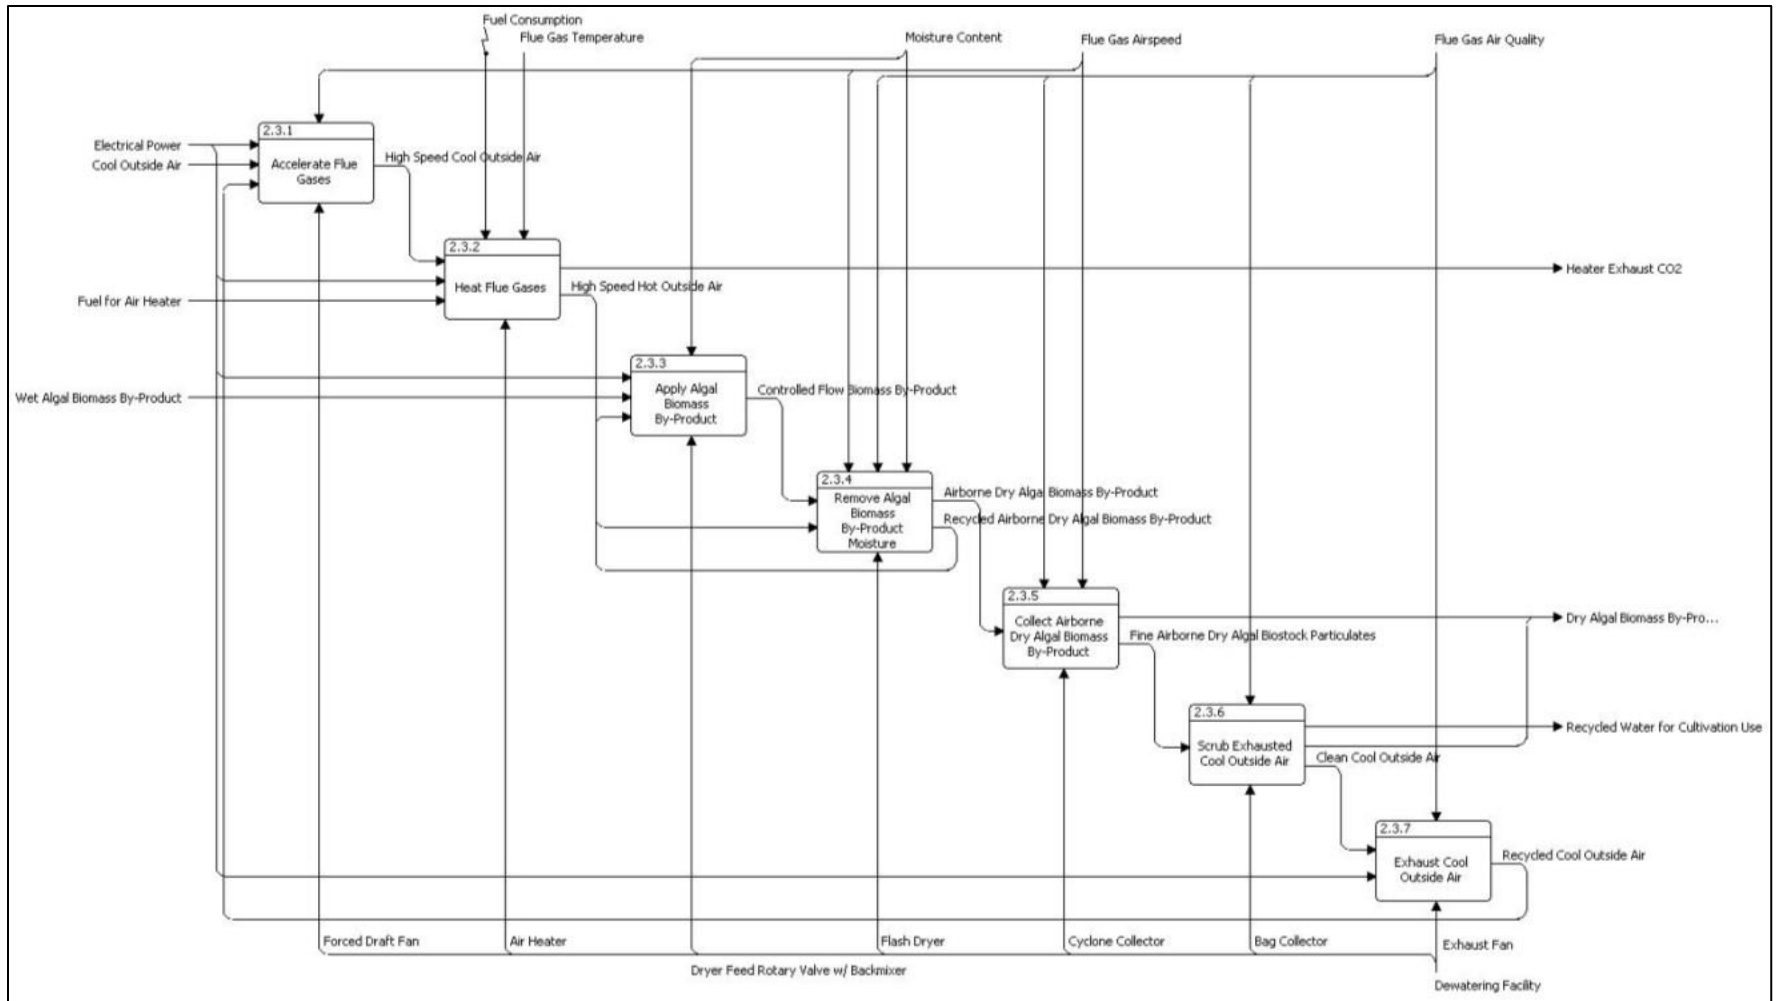 Fuel Consumption
Flue Gas Temperature
Moisture Content
Flue Gas Airspeed
Flue Gas Air Quality
2.3.1
Accelerate Flue
Gases
Electrical Power
Cool Outside Air
High Speed Cool Outside Air
2.3.2
Heat Flue Gases
Heater Exhaust CO2
Fuel for Air Heater
High Speed Hot Outside Air
2.3.3
Apply Algal
Biomass
By-Product
Wet Algal Biomass By-Product
Controlled Flow Biomass By-Product
2.3.4
Remove Algal
Biomass
By-Product
Moisture
Airborne Dry Algal Biomass By-Product
Recycled Airborne Dry Algal Biomass By-Product
2.3.5
Collect Airborne
Dry Algal Biomass
By-Product
Dry Algal Biomass By-Pro...
Fine Airborne Dry Algal Biostock Particulates
2.3.6
Scrub Exhausted
Cool Outside Air
Recycled Water for Cultivation Use
Clean Cool Outside Air
2.3.7
Exhaust Cool
Outside Air
Recycled Cool Outside Air
Forced Draft Fan
Air Heater
Flash Dryer
Cyclone Collector
Bag Collector
Exhaust Fan
Dryer Feed Rotary Valve w/ Backmixer
Dewatering Facility